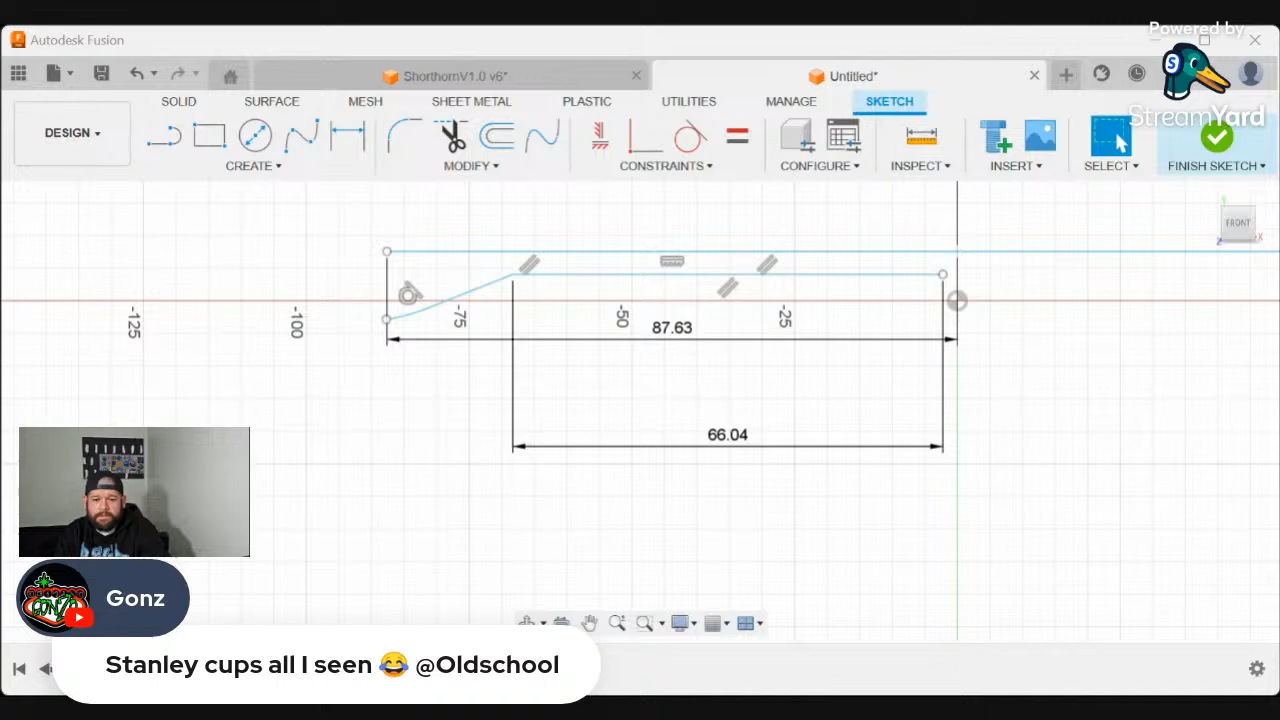 Powered by
StreamYard
Autodesk Fusion
ShorthornV1.0 v6*
Untitled*
DESIGN
SOLID
SURFACE
MESH
SHEET METAL
PLASTIC
UTILITIES
MANAGE
SKETCH
CREATE
MODIFY
CONSTRAINTS
CONFIGURE
INSPECT
INSERT
SELECT
FINISH SKETCH
FRONT
-125
-100
-75
-50
-25
87.63
66.04
Gonz
Stanley cups all I seen 😂 @Oldschool